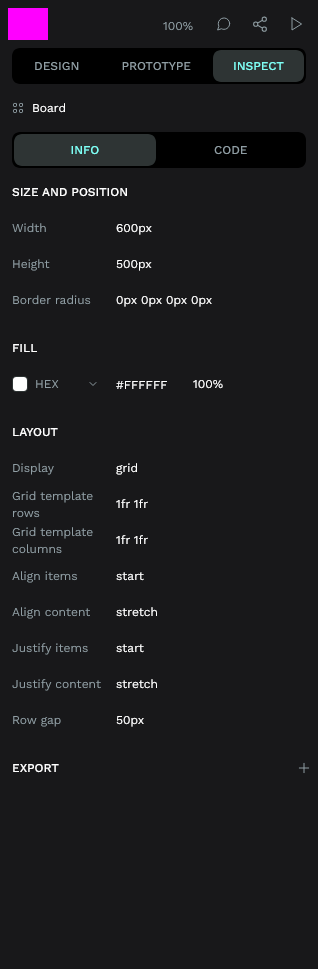 100%
DESIGN PROTOTYPE INSPECT
Board
INFO CODE
SIZE AND POSITION
Width 600px
Height 500px
Border radius 0px 0px 0px 0px
FILL
HEX #FFFFFF 100%
LAYOUT
Display grid
Grid template rows 1fr 1fr
Grid template columns 1fr 1fr
Align items start
Align content stretch
Justify items start
Justify content stretch
Row gap 50px
EXPORT